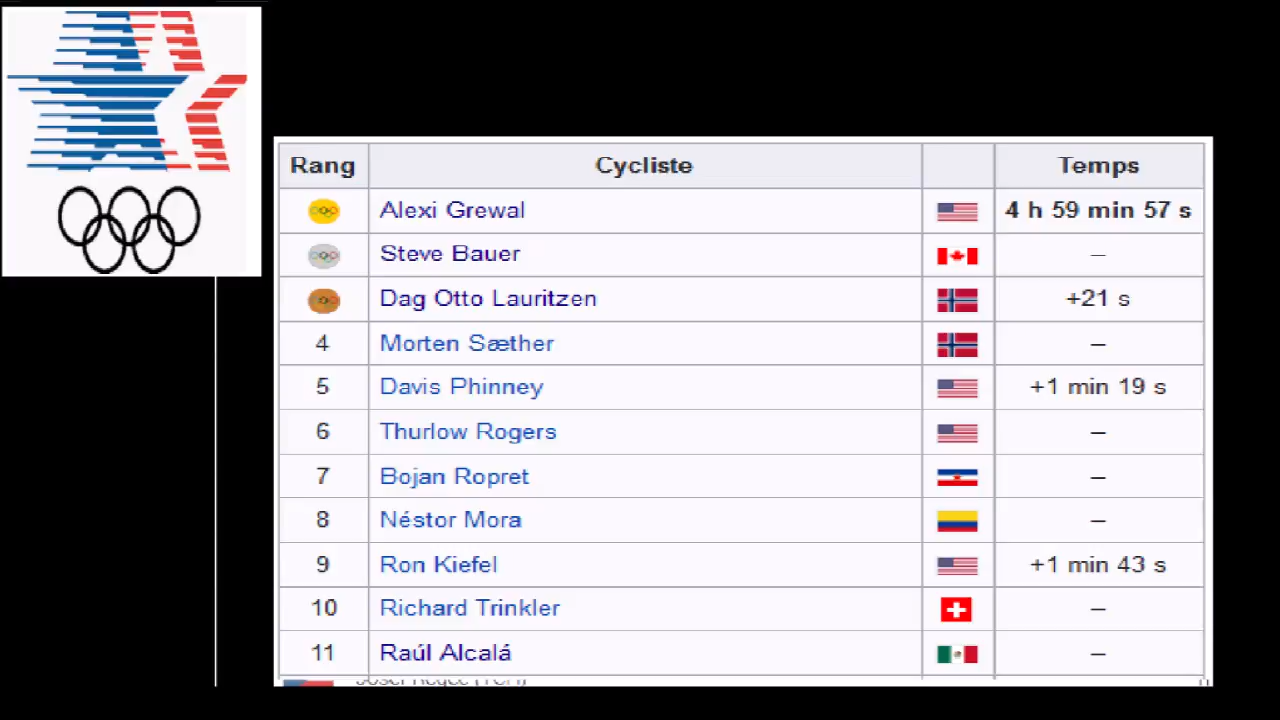 Rang Cycliste Temps
Alexi Grewal 4 h 59 min 57 s
Steve Bauer –
Dag Otto Lauritzen +21 s
4 Morten Sæther –
5 Davis Phinney +1 min 19 s
6 Thurlow Rogers –
7 Bojan Ropret –
8 Néstor Mora –
9 Ron Kiefel +1 min 43 s
10 Richard Trinkler –
11 Raúl Alcalá –